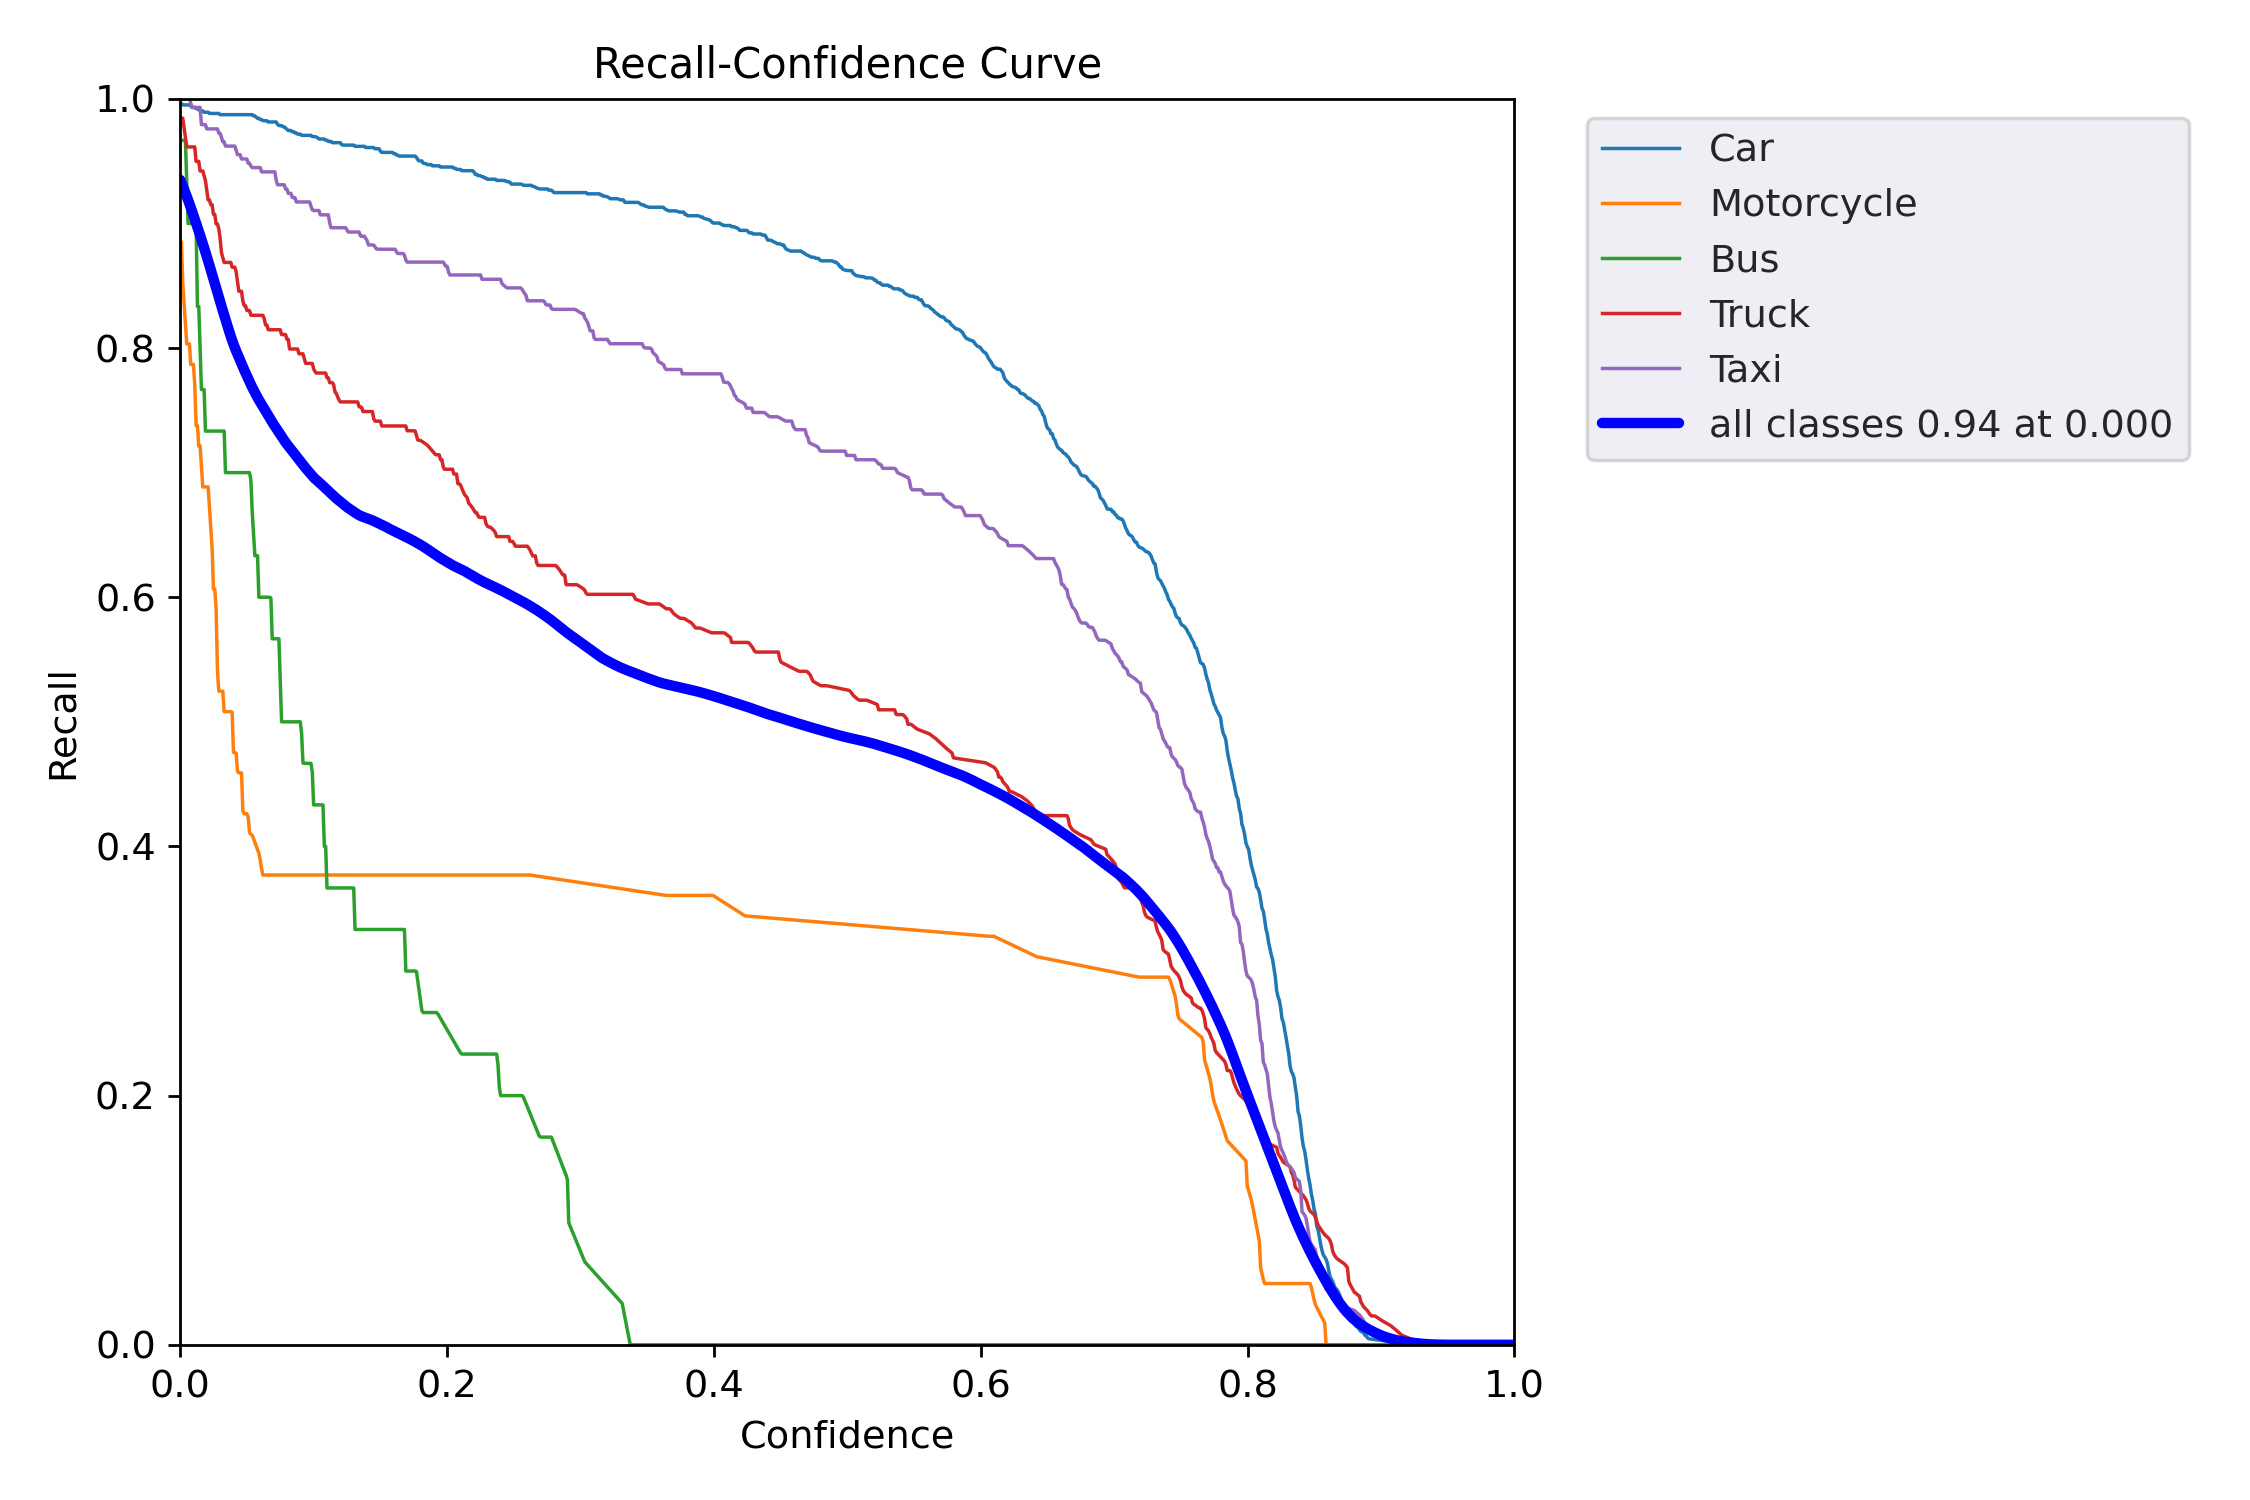 Recall-Confidence Curve
1.0
0.8
0.6
0.4
0.2
0.0
Recall
0.0 0.2 0.4 0.6 0.8 1.0
Confidence
Car
Motorcycle
Bus
Truck
Taxi
all classes 0.94 at 0.000